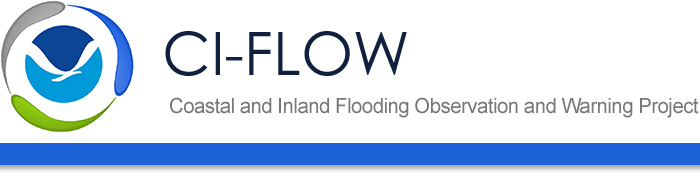 CI-FLOW
Coastal and Inland Flooding Observation and Warning Project